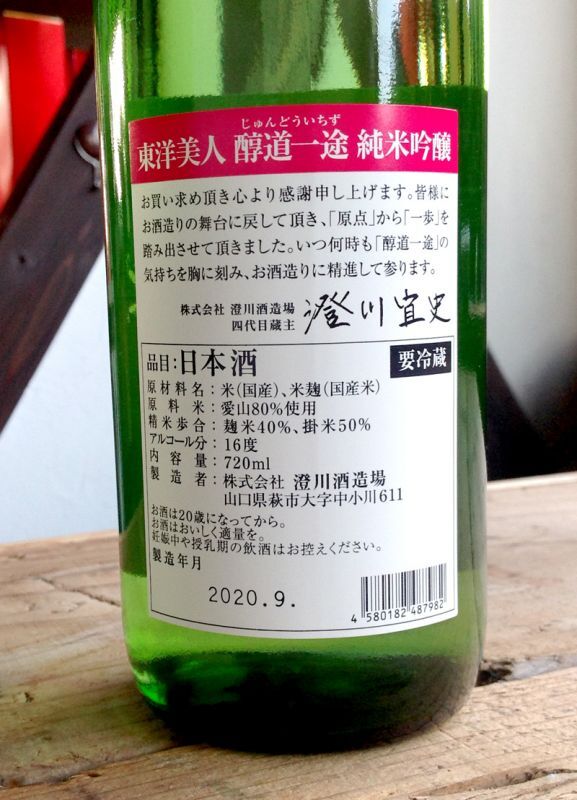 じゅんどういちず
東洋美人 醇道一途 純米吟醸
お買い求め頂き心より感謝申し上げます。皆様に
お酒造りの舞台に戻して頂き、「原点」から「一歩」を
踏み出させて頂きました。いつ何時も「醇道一途」の
気持ちを胸に刻み、お酒造りに精進して参ります。
株式会社 澄川酒造場
四代目蔵主 澄川宜史
品目：日本酒 要冷蔵
原材料名：米（国産）、米麹（国産米）
原料米：愛山80％使用
精米歩合：麹米40％、掛米50％
アルコール分：16度
内容量：720ml
製造者：株式会社 澄川酒造場
山口県萩市大字中小川611
お酒は20歳になってから。
お酒はおいしく適量を。
妊娠中や授乳期の飲酒はお控えください。
製造年月
2020.9.
4 580182 487982